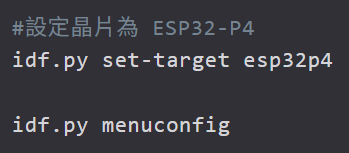 #設定晶片為 ESP32-P4
idf.py set-target esp32p4
idf.py menuconfig